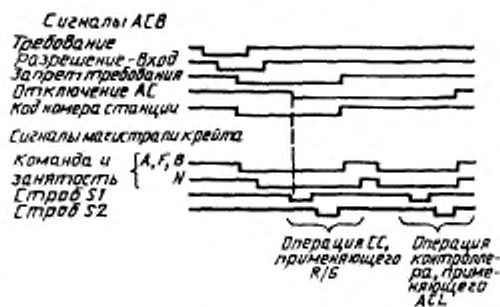 Сигналы АСВ
Требование
Разрешение-Вход
Запрет требования
Отключение АС
Код номера станции
Сигналы магистрали крейта
Команда и { A, F, B
занятость N
Строб S1
Строб S2
Операция СС, применяющего R/G
Операция контролле-ра, приме-няющего ACL